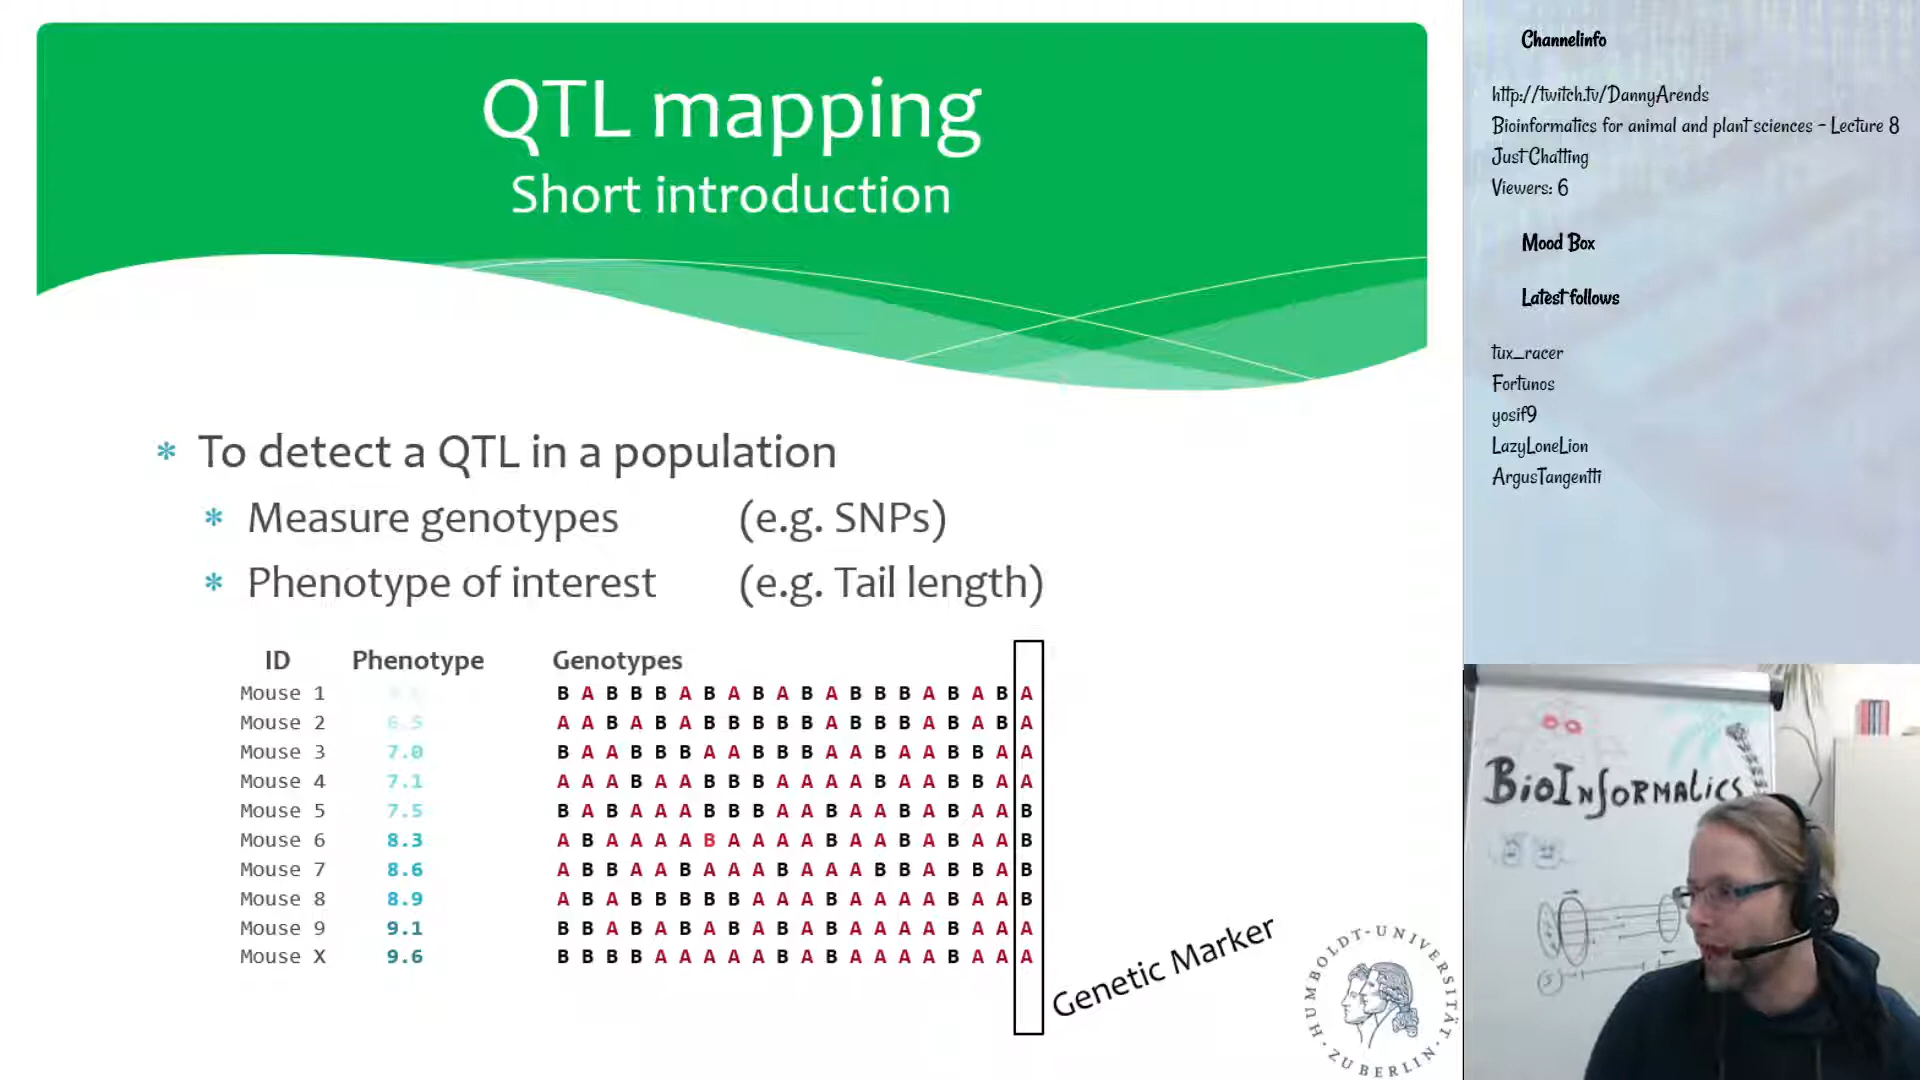 QTL mapping
Short introduction
* To detect a QTL in a population
* Measure genotypes (e.g. SNPs)
* Phenotype of interest (e.g. Tail length)
ID Phenotype Genotypes
Mouse 1 B A B B B A B A B A B A B B B A B A B A
Mouse 2 6.5 A A B A B A B B B B B A B B B A B A B A
Mouse 3 7.0 B A A B B B A A B B B A A B A A B B A A
Mouse 4 7.1 A A A B A A B B B A A A A B A A B B A A
Mouse 5 7.5 B A B A A A B B B A A B A A B A B A A B
Mouse 6 8.3 A B A A A A B A A A A B A A B A B A A B
Mouse 7 8.6 A B B A A B A A A B A A A B B A B B A B
Mouse 8 8.9 A B A B B B B B A A A B A A A A B A A B
Mouse 9 9.1 B B A B A B A B A B A B A A A A B A A A
Mouse X 9.6 B B B B A A A A A B A B A A A A B A A A
Genetic Marker
HUMBOLDT-UNIVERSITÄT
ZU BERLIN
Channelinfo
http://twitch.tv/DannyArends
Bioinformatics for animal and plant sciences - Lecture 8
Just Chatting
Viewers: 6
Mood Box
Latest follows
tux_racer
Fortunos
yosif9
LazyLoneLion
ArgusTangentti
BioInformatics